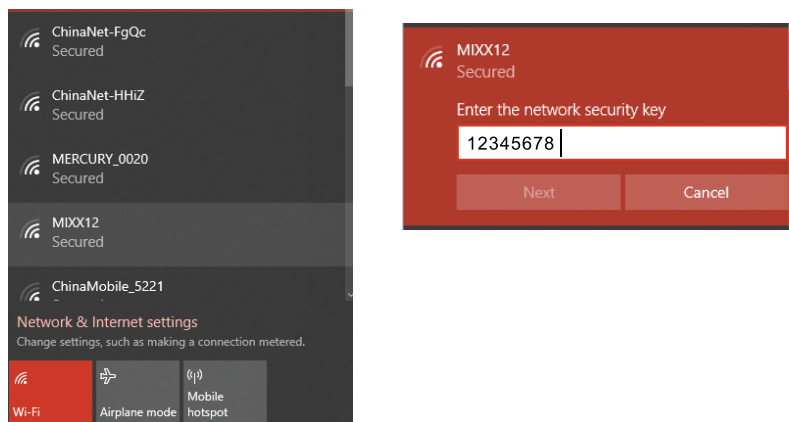 ChinaNet-FgQc
Secured
ChinaNet-HHiZ
Secured
MERCURY_0020
Secured
MIXX12
Secured
ChinaMobile_5221
Network & Internet settings
Change settings, such as making a connection metered.
Wi-Fi
Airplane mode
Mobile
hotspot
MIXX12
Secured
Enter the network security key
12345678
Next
Cancel